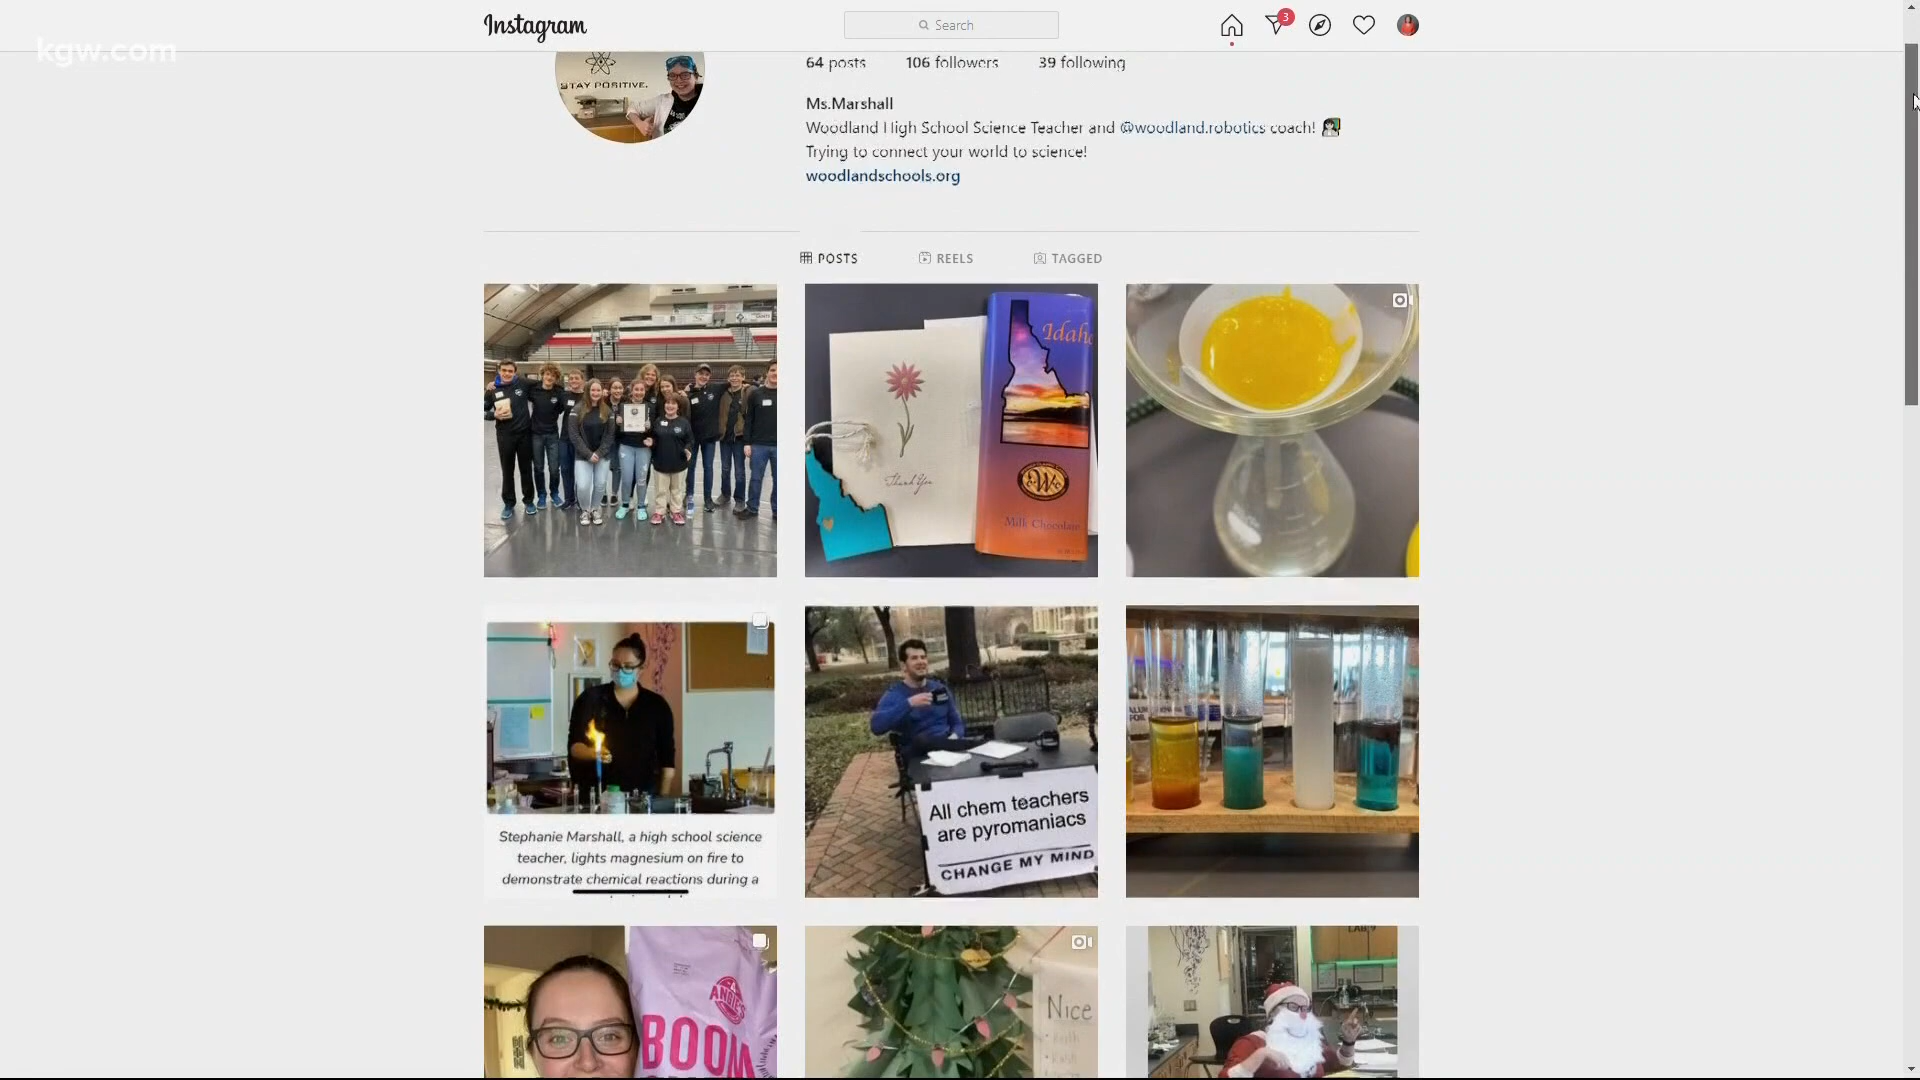 kgw.com
Instagram
Search
3
STAY POSITIVE.
64 posts 106 followers 39 following
Ms.Marshall
Woodland High School Science Teacher and @woodland.robotics coach!
Trying to connect your world to science!
woodlandschools.org
POSTS REELS TAGGED
Thank You
Idaho
Milk Chocolate
Stephanie Marshall, a high school science
teacher, lights magnesium on fire to
demonstrate chemical reactions during a
All chem teachers
are pyromaniacs
CHANGE MY MIND
BOOM
Nice
LAB 9